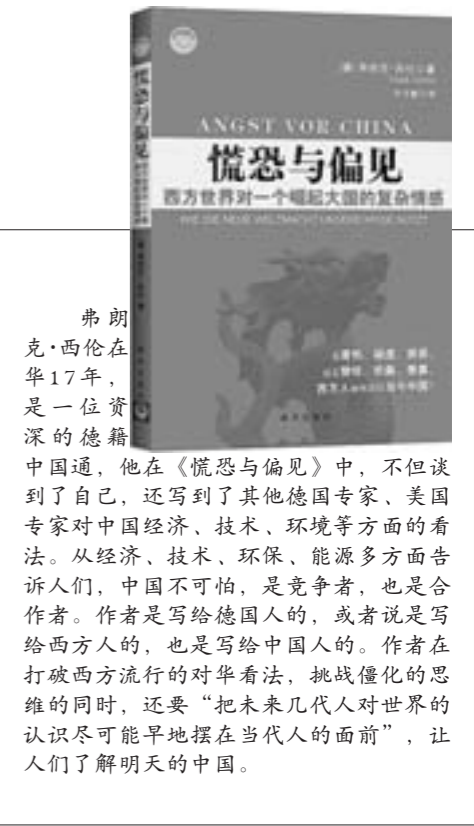 ANGST VOR CHINA
慌恐与偏见
西方世界对一个崛起大国的复杂情感
慌恐与偏见
弗朗
克·西伦在
华17年，
是一位资
深的德籍
中国通，他在《慌恐与偏见》中，不但谈
到了自己，还写到了其他德国专家、美国
专家对中国经济、技术、环境等方面的看
法。从经济、技术、环保、能源多方面告
诉人们，中国不可怕，是竞争者，也是合
作者。作者是写给德国人的，或者说是写
给西方人的，也是写给中国人的。作者在
打破西方流行的对华看法，挑战僵化的思
维的同时，还要“把未来几代人对世界的
认识尽可能早地摆在当代人的面前”，让
人们了解明天的中国。